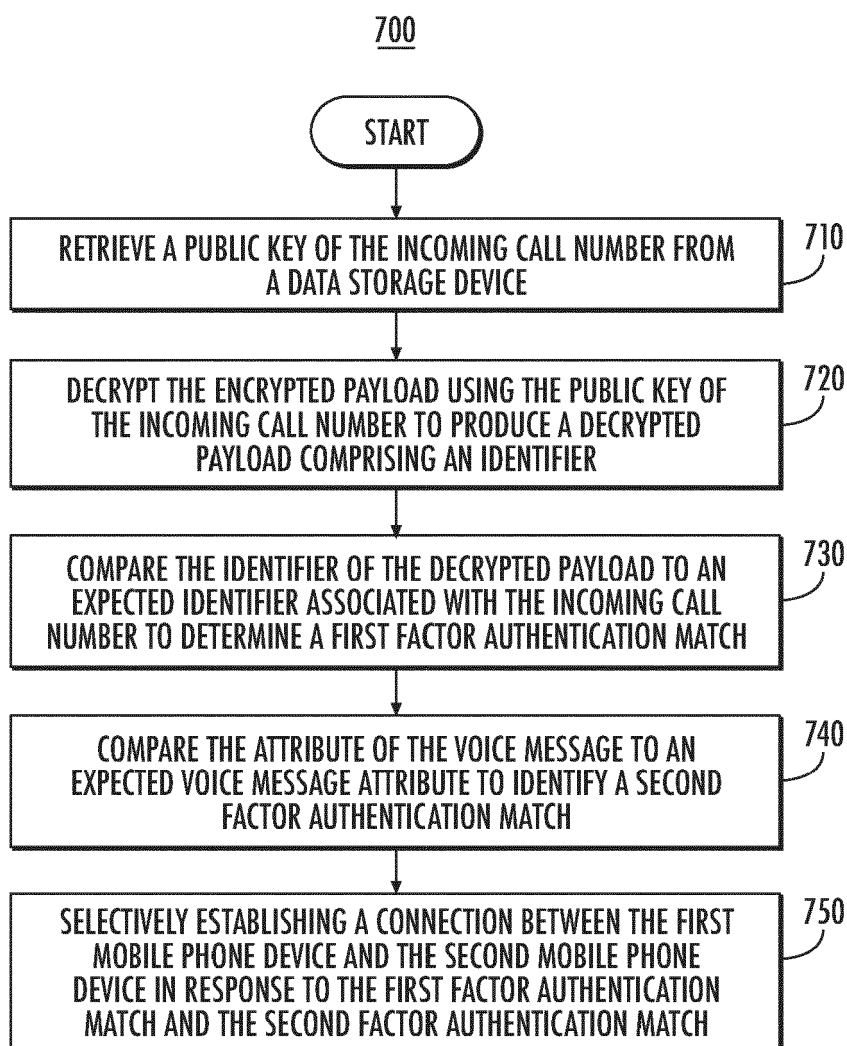 700
START
RETRIEVE A PUBLIC KEY OF THE INCOMING CALL NUMBER FROM
A DATA STORAGE DEVICE
710
DECRYPT THE ENCRYPTED PAYLOAD USING THE PUBLIC KEY OF
THE INCOMING CALL NUMBER TO PRODUCE A DECRYPTED
PAYLOAD COMPRISING AN IDENTIFIER
720
COMPARE THE IDENTIFIER OF THE DECRYPTED PAYLOAD TO AN
EXPECTED IDENTIFIER ASSOCIATED WITH THE INCOMING CALL
NUMBER TO DETERMINE A FIRST FACTOR AUTHENTICATION MATCH
730
COMPARE THE ATTRIBUTE OF THE VOICE MESSAGE TO AN
EXPECTED VOICE MESSAGE ATTRIBUTE TO IDENTIFY A SECOND
FACTOR AUTHENTICATION MATCH
740
SELECTIVELY ESTABLISHING A CONNECTION BETWEEN THE FIRST
MOBILE PHONE DEVICE AND THE SECOND MOBILE PHONE
DEVICE IN RESPONSE TO THE FIRST FACTOR AUTHENTICATION
MATCH AND THE SECOND FACTOR AUTHENTICATION MATCH
750